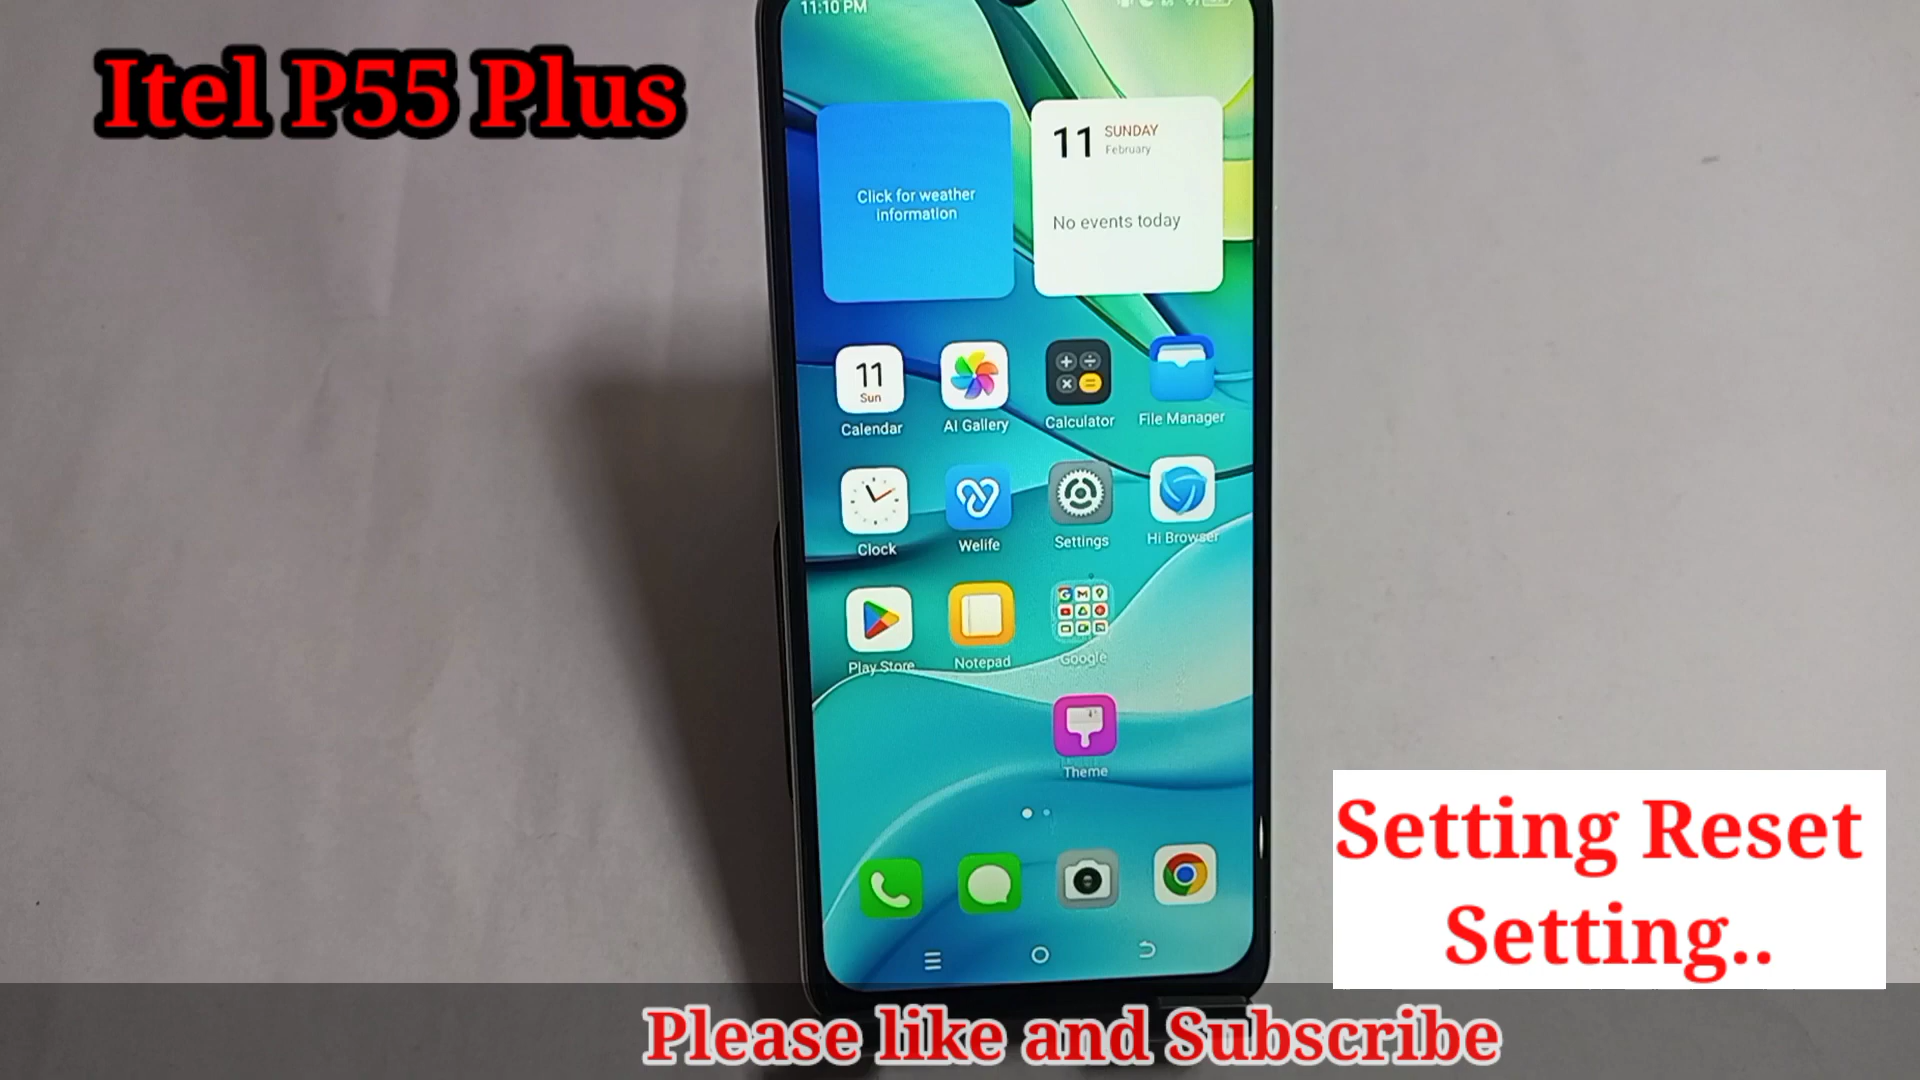 11:10 PM
Itel P55 Plus
Click for weather
information
11 SUNDAY
February
No events today
11
Sun
Calendar
AI Gallery
Calculator
File Manager
Clock
Welife
Settings
Hi Browser
Play Store
Notepad
Google
Theme
Setting Reset
Setting..
Please like and Subscribe